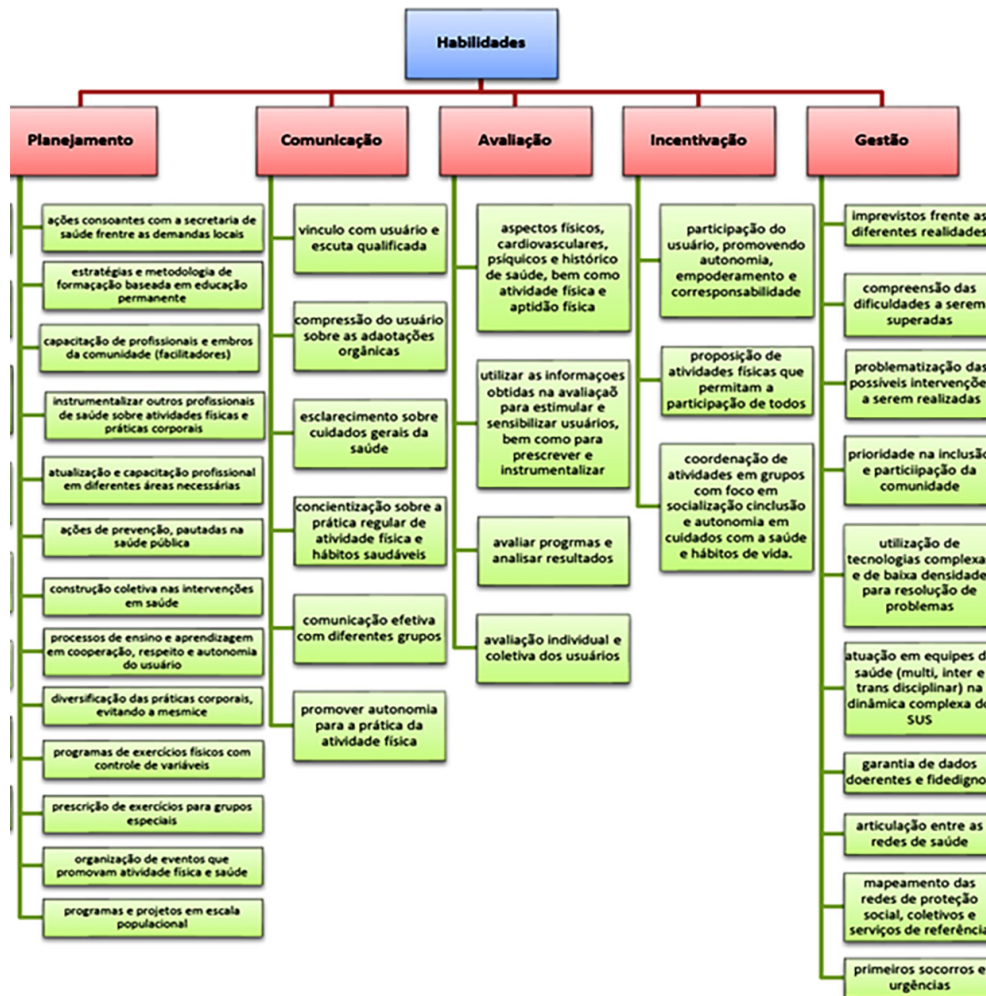 Habilidades
Planejamento
ações consoantes com a secretaria de
saúde frentre as demandas locais
estratégias e metodologia de
formaçação baseada em educação
permanente
capacitação de profissionais e embros
da comunidade (facilitadores)
instrumentalizar outros profissionais
de saúde sobre atividades físicas e
práticas corporais
atualização e capacitação profissional
em diferentes áreas necessárias
ações de prevenção, pautadas na
saúde pública
construção coletiva nas intervenções
em saúde
processos de ensino e aprendizagem
em cooperação, respeito e autonomia
do usuário
diversificação das práticas corporais,
evitando a mesmice
programas de exercícios físicos com
controle de variáveis
prescrição de exercícios para grupos
especiais
organização de eventos que
promovam atividade física e saúde
programas e projetos em escala
populacional
Comunicação
vinculo com usuário e
escuta qualificada
compressão do usuário
sobre as adaotações
orgânicas
esclarecimento sobre
cuidados gerais da
saúde
concientização sobre a
prática regular de
atividade física e
hábitos saudáveis
comunicação efetiva
com diferentes grupos
promover autonomia
para a prática da
atividade física
Avaliação
aspectos físicos,
cardiovasculares,
psíquicos e histórico
de saúde, bem como
atividade física e
aptidão física
utilizar as informaçoes
obtidas na avaliaçaõ
para estimular e
sensibilizar usuários,
bem como para
prescrever e
instrumentalizar
avaliar progrmas e
analisar resultados
avaliação individual e
coletiva dos usuários
Incentivação
participação do
usuário, promovendo
autonomia,
empoderamento e
corresponsabilidade
proposição de
atividades físicas que
permitam a
participação de todos
coordenação de
atividades em grupos
com foco em
socialização cinclusão
e autonomia em
cuidados com a saúde
e hábitos de vida.
Gestão
imprevistos frente as
diferentes realidades
compreensão das
dificuldades a serem
superadas
problematização das
possíveis intervençõe
a serem realizadas
prioridade na inclusão
e particiipação da
comunidade
utilização de
tecnologias complexa
e de baixa densidade
para resolução de
problemas
atuação em equipes d
saúde (multi, inter e
trans disciplinar) na
dinâmica complexa do
SUS
garantia de dados
doerentes e fidedigno
articulação entre as
redes de saúde
mapeamento das
redes de proteção
social, coletivos e
serviços de referência
primeiros socorros e
urgências